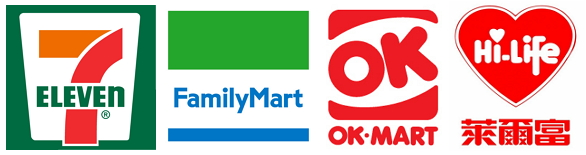 7
ELEVEN
®
FamilyMart
OK
OK·MART
Hi-Life
萊爾富